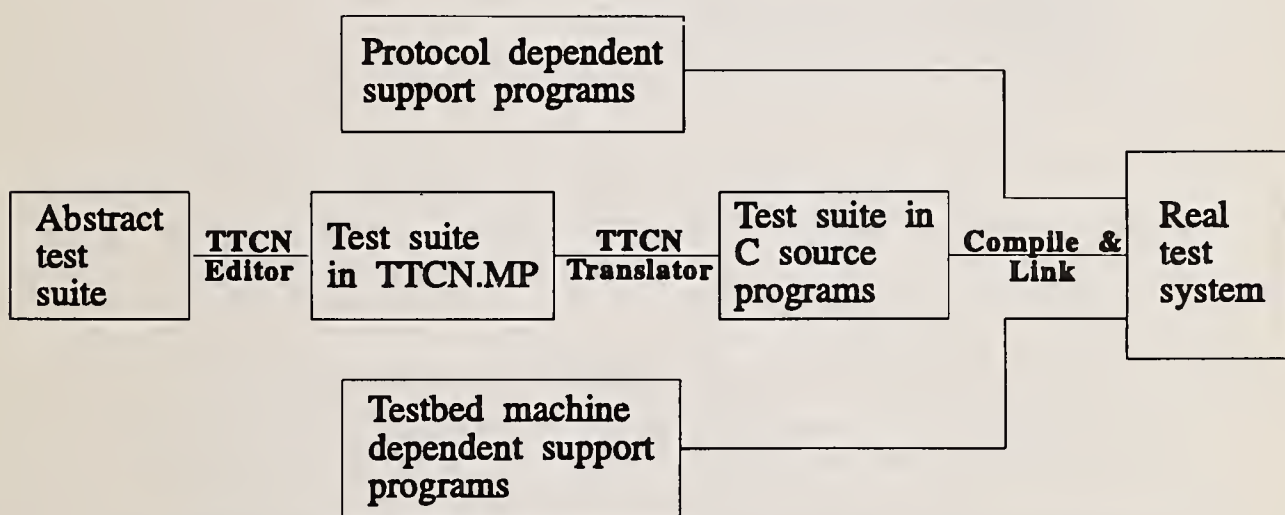 Protocol dependent
support programs
Abstract
test
suite
TTCN
Editor
Test suite
in TTCN.MP
TTCN
Translator
Test suite in
C source
programs
Compile &
Link
Real
test
system
Testbed machine
dependent support
programs